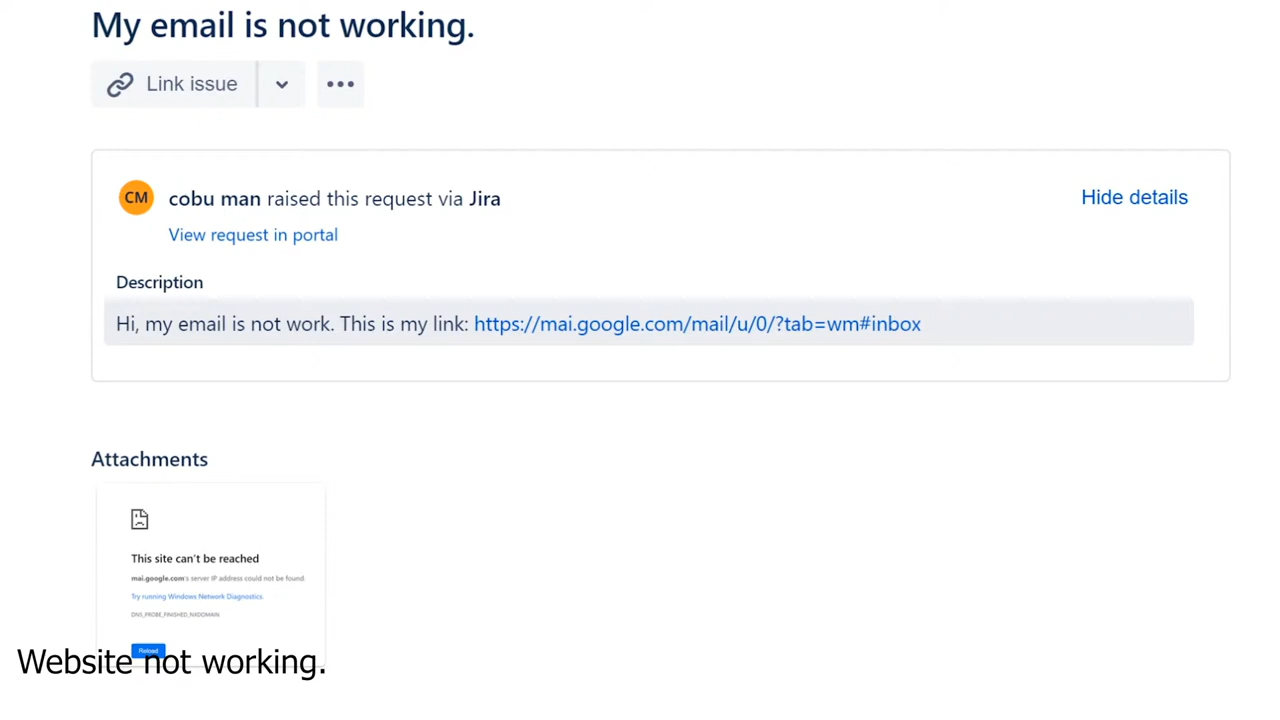 My email is not working.
Link issue
CM
cobu man raised this request via Jira
Hide details
View request in portal
Description
Hi, my email is not work. This is my link: https://mai.google.com/mail/u/0/?tab=wm#inbox
Attachments
This site can't be reached
mai.google.com's server IP address could not be found.
Try running Windows Network Diagnostics.
DNS_PROBE_FINISHED_NXDOMAIN
Reload
Website not working.